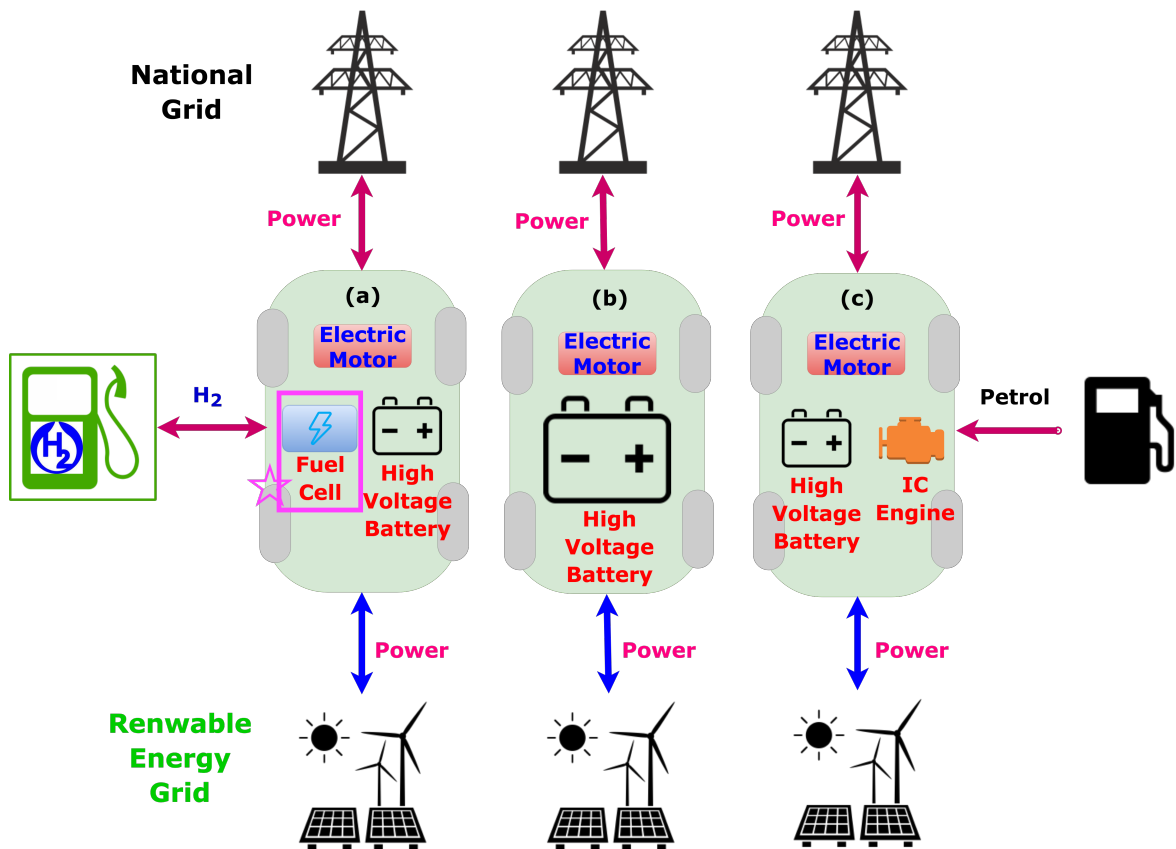 National
Grid
Power
Power
Power
(a)
(b)
(c)
Electric
Motor
Electric
Motor
Electric
Motor
H2
H2
Fuel
Cell
High
Voltage
Battery
High
Voltage
Battery
High
Voltage
Battery
IC
Engine
Petrol
Power
Power
Power
Renwable
Energy
Grid